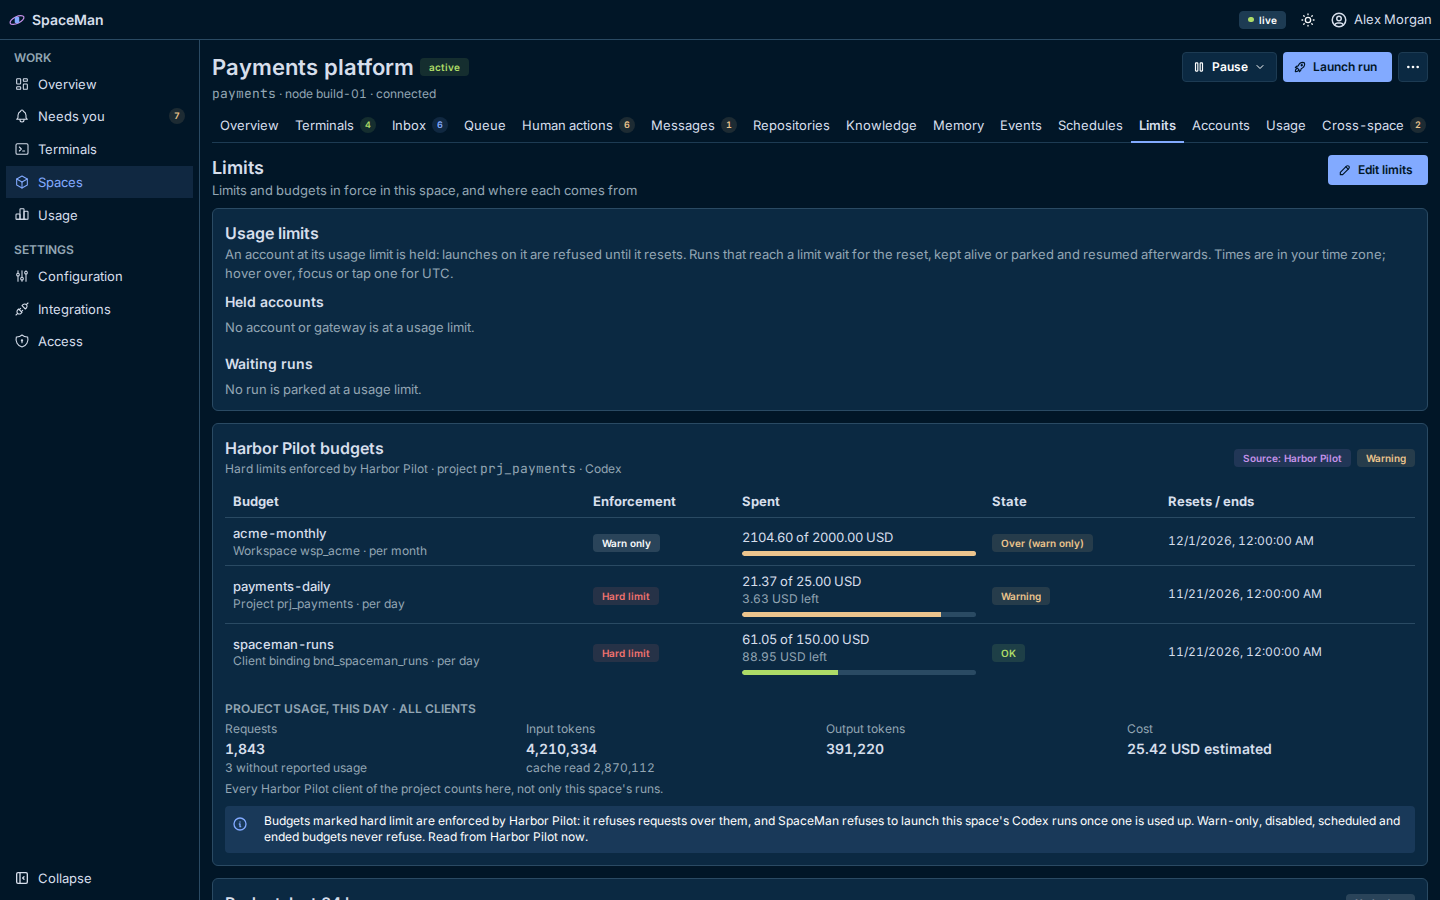 SpaceMan
live
Alex Morgan
WORK
Overview
Needs you 7
Terminals
Spaces
Usage
SETTINGS
Configuration
Integrations
Access
Collapse
Payments platform active
payments · node build-01 · connected
Pause
Launch run
Overview Terminals 4 Inbox 6 Queue Human actions 6 Messages 1 Repositories Knowledge Memory Events Schedules Limits Accounts Usage Cross-space 2
Limits
Limits and budgets in force in this space, and where each comes from
Edit limits
Usage limits
An account at its usage limit is held: launches on it are refused until it resets. Runs that reach a limit wait for the reset, kept alive or parked and resumed afterwards. Times are in your time zone;
hover over, focus or tap one for UTC.
Held accounts
No account or gateway is at a usage limit.
Waiting runs
No run is parked at a usage limit.
Harbor Pilot budgets
Hard limits enforced by Harbor Pilot · project prj_payments · Codex
Source: Harbor Pilot Warning
Budget Enforcement Spent State Resets / ends
acme-monthly
Workspace wsp_acme · per month
Warn only
2104.60 of 2000.00 USD
Over (warn only)
12/1/2026, 12:00:00 AM
payments-daily
Project prj_payments · per day
Hard limit
21.37 of 25.00 USD
3.63 USD left
Warning
11/21/2026, 12:00:00 AM
spaceman-runs
Client binding bnd_spaceman_runs · per day
Hard limit
61.05 of 150.00 USD
88.95 USD left
OK
11/21/2026, 12:00:00 AM
PROJECT USAGE, THIS DAY · ALL CLIENTS
Requests
1,843
3 without reported usage
Input tokens
4,210,334
cache read 2,870,112
Output tokens
391,220
Cost
25.42 USD estimated
Every Harbor Pilot client of the project counts here, not only this space's runs.
Budgets marked hard limit are enforced by Harbor Pilot: it refuses requests over them, and SpaceMan refuses to launch this space's Codex runs once one is used up. Warn-only, disabled, scheduled and
ended budgets never refuse. Read from Harbor Pilot now.